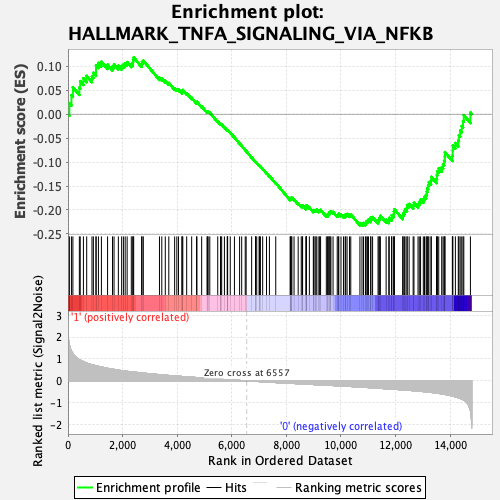 Enrichment plot:
HALLMARK_TNFA_SIGNALING_VIA_NFKB
Enrichment score (ES)
0.10
0.05
0.00
-0.05
-0.10
-0.15
-0.20
-0.25
Ranked list metric (Signal2Noise)
'1' (positively correlated)
3
2
1
0
-1
-2
Zero cross at 6557
'0' (negatively correlated)
0
2,000
4,000
6,000
8,000
10,000
12,000
14,000
Rank in Ordered Dataset
Enrichment profile
Hits
Ranking metric scores